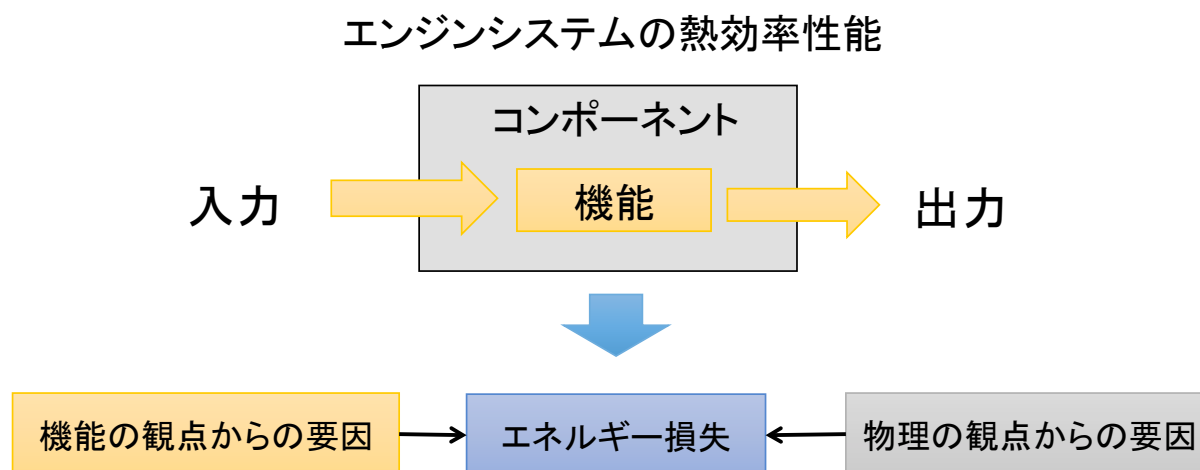 エンジンシステムの熱効率性能
コンポーネント
入力
機能
出力
機能の観点からの要因
エネルギー損失
物理の観点からの要因